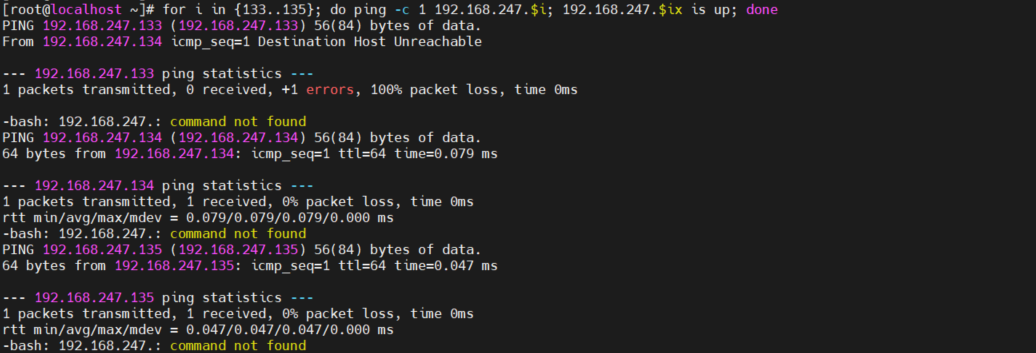 [root@localhost ~]# for i in {133..135}; do ping -c 1 192.168.247.$i; 192.168.247.$ix is up; done
PING 192.168.247.133 (192.168.247.133) 56(84) bytes of data.
From 192.168.247.134 icmp_seq=1 Destination Host Unreachable
--- 192.168.247.133 ping statistics ---
1 packets transmitted, 0 received, +1 errors, 100% packet loss, time 0ms
-bash: 192.168.247.: command not found
PING 192.168.247.134 (192.168.247.134) 56(84) bytes of data.
64 bytes from 192.168.247.134: icmp_seq=1 ttl=64 time=0.079 ms
--- 192.168.247.134 ping statistics ---
1 packets transmitted, 1 received, 0% packet loss, time 0ms
rtt min/avg/max/mdev = 0.079/0.079/0.079/0.000 ms
-bash: 192.168.247.: command not found
PING 192.168.247.135 (192.168.247.135) 56(84) bytes of data.
64 bytes from 192.168.247.135: icmp_seq=1 ttl=64 time=0.047 ms
--- 192.168.247.135 ping statistics ---
1 packets transmitted, 1 received, 0% packet loss, time 0ms
rtt min/avg/max/mdev = 0.047/0.047/0.047/0.000 ms
-bash: 192.168.247.: command not found